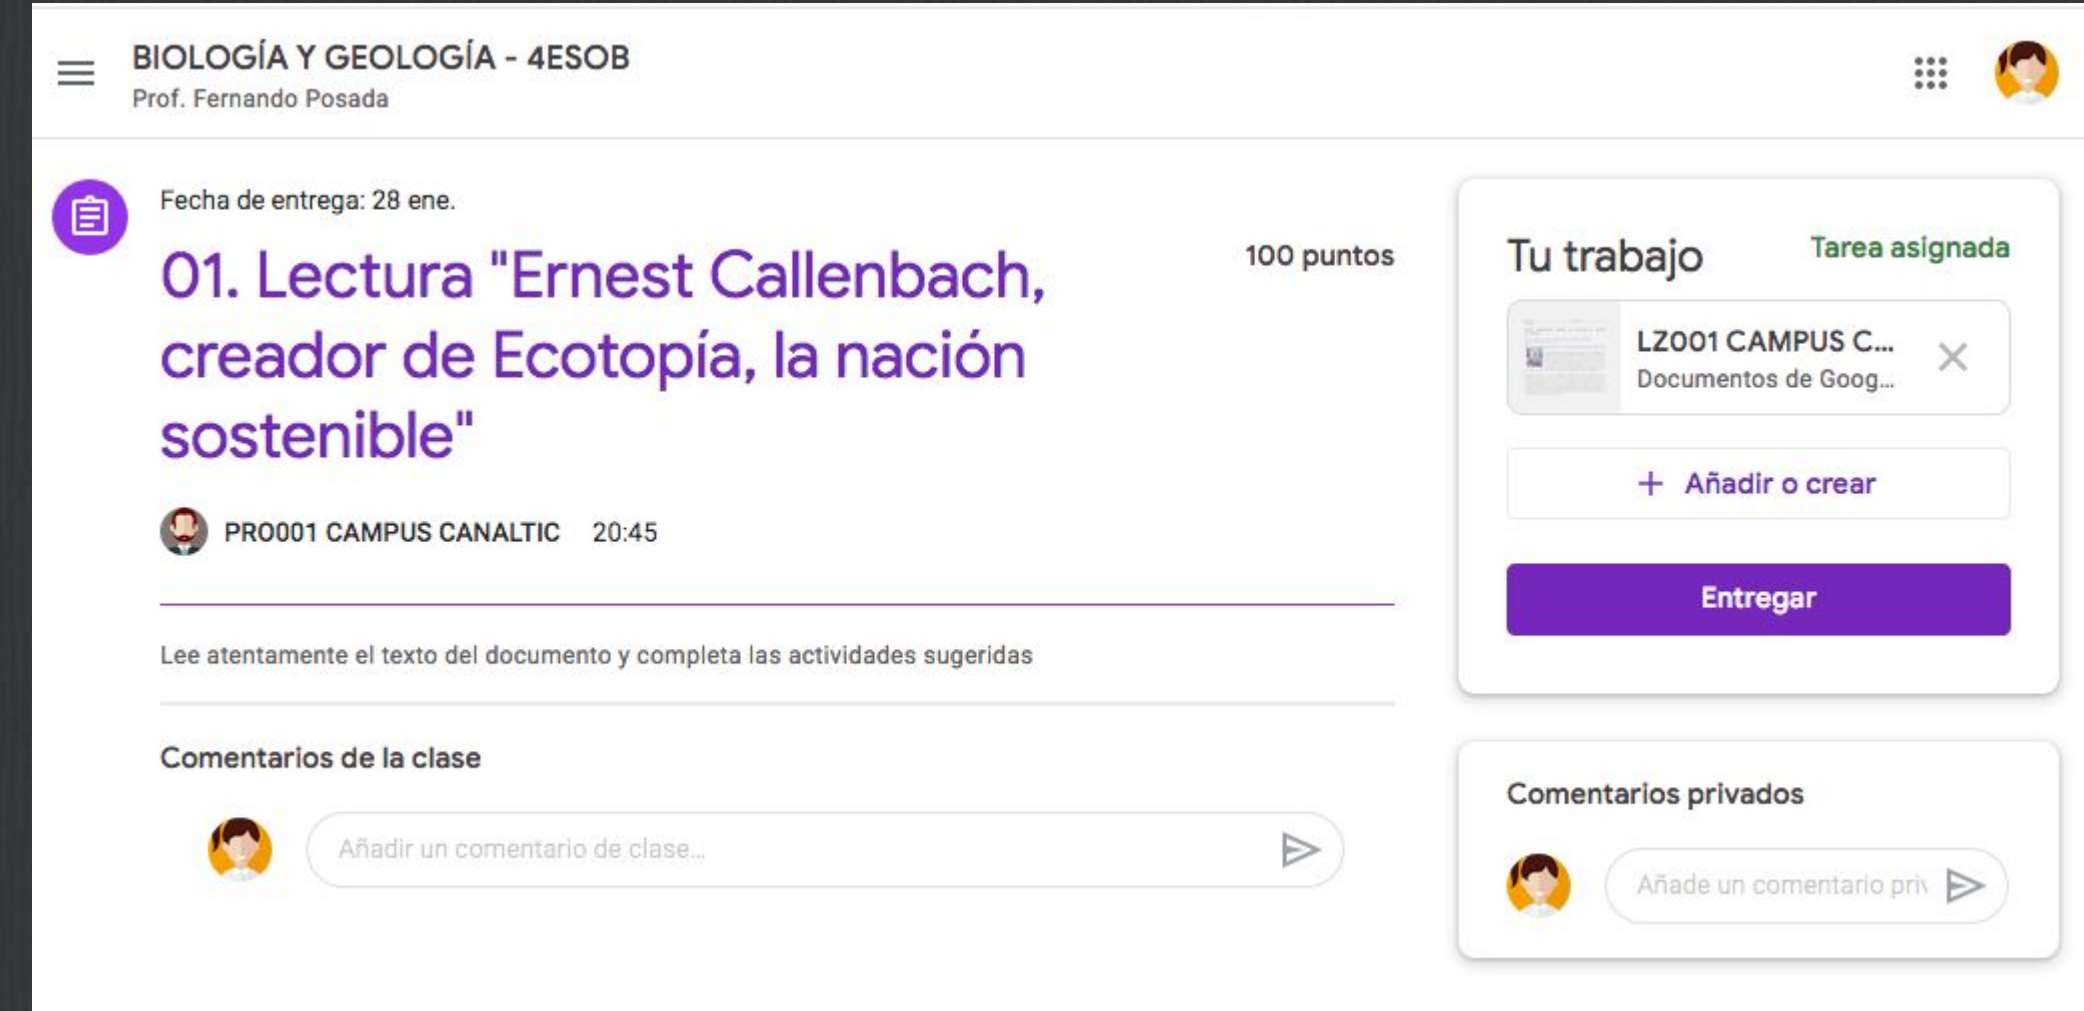 BIOLOGÍA Y GEOLOGÍA - 4ESOB
Prof. Fernando Posada
Fecha de entrega: 28 ene.
01. Lectura "Ernest Callenbach,
creador de Ecotopía, la nación
sostenible"
100 puntos
PRO001 CAMPUS CANALTIC 20:45
Lee atentamente el texto del documento y completa las actividades sugeridas
Comentarios de la clase
Añadir un comentario de clase...
Tu trabajo
Tarea asignada
LZ001 CAMPUS C...
Documentos de Goog...
+ Añadir o crear
Entregar
Comentarios privados
Añade un comentario priv